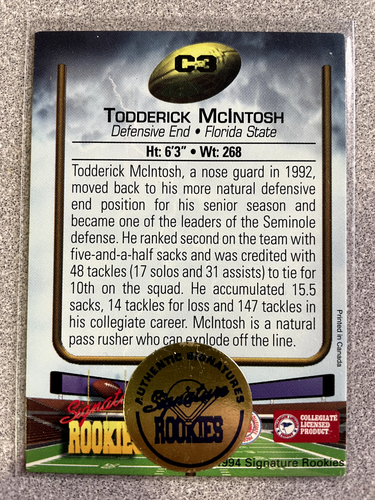 C3
TODDERICK MCINTOSH
Defensive End • Florida State
Ht: 6'3" • Wt: 268
Todderick McIntosh, a nose guard in 1992,
moved back to his more natural defensive
end position for his senior season and
became one of the leaders of the Seminole
defense. He ranked second on the team with
five-and-a-half sacks and was credited with
48 tackles (17 solos and 31 assists) to tie for
10th on the squad. He accumulated 15.5
sacks, 14 tackles for loss and 147 tackles in
his collegiate career. McIntosh is a natural
pass rusher who can explode off the line.
Printed in Canada
AUTHENTIC SIGNATURES
Signature
ROOKIES
Signat
ROOKIE
COLLEGIATE
LICENSED
PRODUCT
1994 Signature Rookies